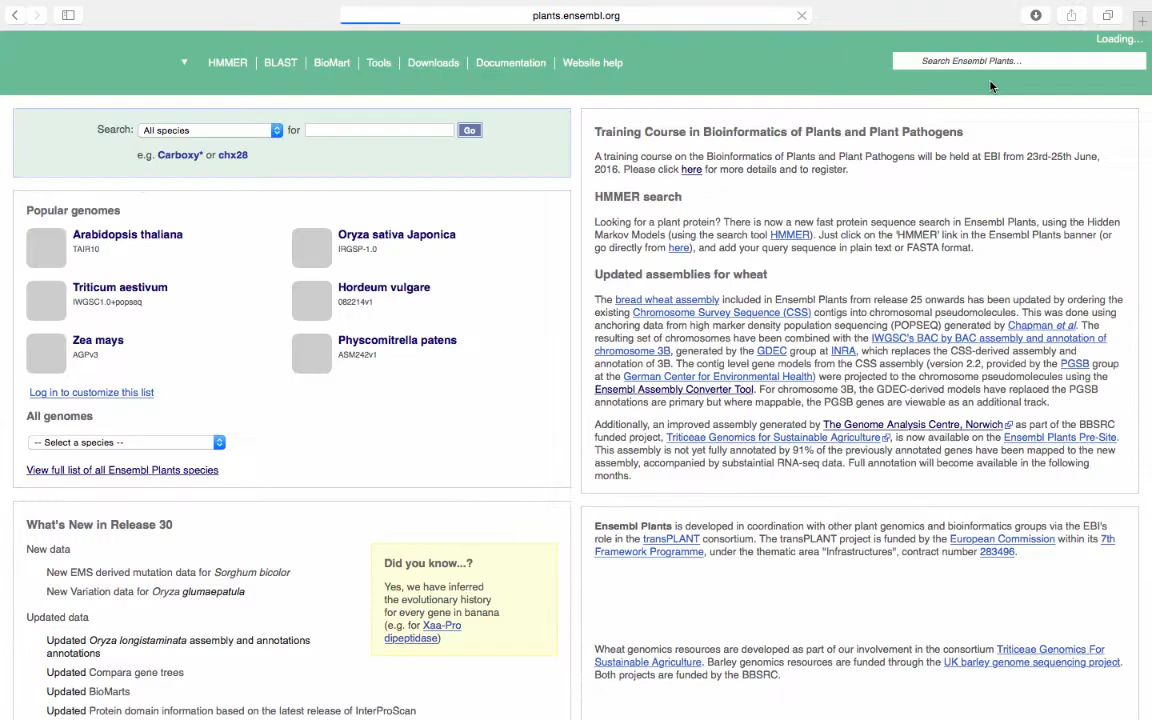 plants.ensembl.org
Loading...
▼ HMMER | BLAST | BioMart | Tools | Downloads | Documentation | Website help
Search Ensembl Plants...
Search: All species for Go
e.g. Carboxy* or chx28
Popular genomes
Arabidopsis thaliana
TAIR10
Oryza sativa Japonica
IRGSP-1.0
Triticum aestivum
IWGSC1.0+popseq
Hordeum vulgare
082214v1
Zea mays
AGPv3
Physcomitrella patens
ASM242v1
Log in to customize this list
All genomes
-- Select a species --
View full list of all Ensembl Plants species
What's New in Release 30
New data
New EMS derived mutation data for Sorghum bicolor
New Variation data for Oryza glumaepatula
Updated data
Updated Oryza longistaminata assembly and annotations
annotations
Updated Compara gene trees
Updated BioMarts
Updated Protein domain information based on the latest release of InterProScan
Did you know...?
Yes, we have inferred
the evolutionary history
for every gene in banana
(e.g. for Xaa-Pro
dipeptidase)
Training Course in Bioinformatics of Plants and Plant Pathogens
A training course on the Bioinformatics of Plants and Plant Pathogens will be held at EBI from 23rd-25th June,
2016. Please click here for more details and to register.
HMMER search
Looking for a plant protein? There is now a new fast protein sequence search in Ensembl Plants, using the Hidden
Markov Models (using the search tool HMMER). Just click on the 'HMMER' link in the Ensembl Plants banner (or
go directly from here), and add your query sequence in plain text or FASTA format.
Updated assemblies for wheat
The bread wheat assembly included in Ensembl Plants from release 25 onwards has been updated by ordering the
existing Chromosome Survey Sequence (CSS) contigs into chromosomal pseudomolecules. This was done using
anchoring data from high marker density population sequencing (POPSEQ) generated by Chapman et al. The
resulting set of chromosomes have been combined with the IWGSC's BAC by BAC assembly and annotation of
chromosome 3B, generated by the GDEC group at INRA, which replaces the CSS-derived assembly and
annotation of 3B. The contig level gene models from the CSS assembly (version 2.2, provided by the PGSB group
at the German Center for Environmental Health) were projected to the chromosome pseudomolecules using the
Ensembl Assembly Converter Tool. For chromosome 3B, the GDEC-derived models have replaced the PGSB
annotations are primary but where mappable, the PGSB genes are viewable as an additional track.
Additionally, an improved assembly generated by The Genome Analysis Centre, Norwich as part of the BBSRC
funded project, Triticeae Genomics for Sustainable Agriculture, is now available on the Ensembl Plants Pre-Site.
This assembly is not yet fully annotated by 91% of the previously annotated genes have been mapped to the new
assembly, accompanied by substaintial RNA-seq data. Full annotation will become available in the following
months.
Ensembl Plants is developed in coordination with other plant genomics and bioinformatics groups via the EBI's
role in the transPLANT consortium. The transPLANT project is funded by the European Commission within its 7th
Framework Programme, under the thematic area "Infrastructures", contract number 283496.
Wheat genomics resources are developed as part of our involvement in the consortium Triticeae Genomics For
Sustainable Agriculture. Barley genomics resources are funded through the UK barley genome sequencing project.
Both projects are funded by the BBSRC.